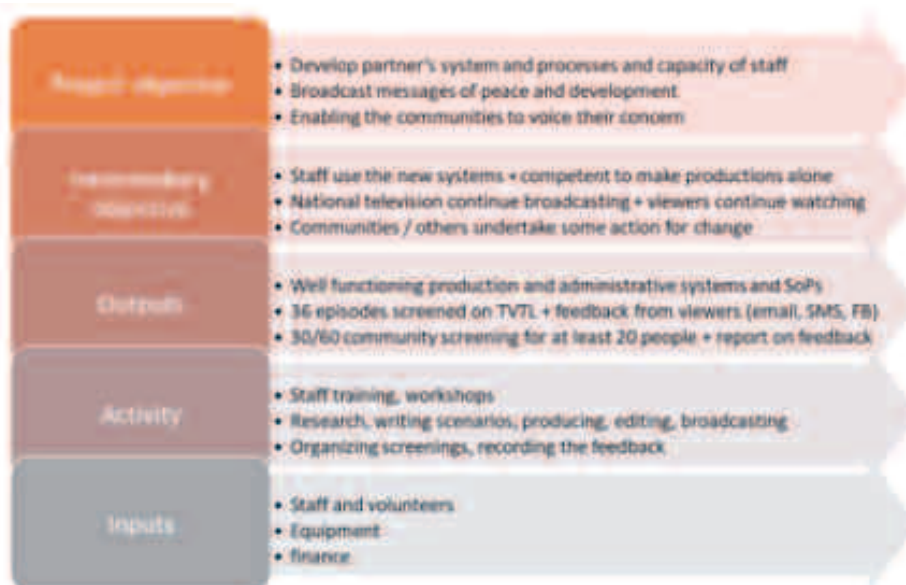 Project objective
• Develop partner's system and processes and capacity of staff
• Broadcast messages of peace and development
• Enabling the communities to voice their concern
Intermediary
objective
• Staff use the new systems + competent to make productions alone
• National television continue broadcasting + viewers continue watching
• Communities / others undertake some action for change
Outputs
• Well functioning production and administrative systems and SoPs
• 36 episodes screened on TVTL + feedback from viewers (email, SMS, FB)
• 30/60 community screening for at least 20 people + report on feedback
Activity
• Staff training, workshops
• Research, writing scenarios, producing, editing, broadcasting
• Organizing screenings, recording the feedback
Inputs
• Staff and volunteers
• Equipment
• finance